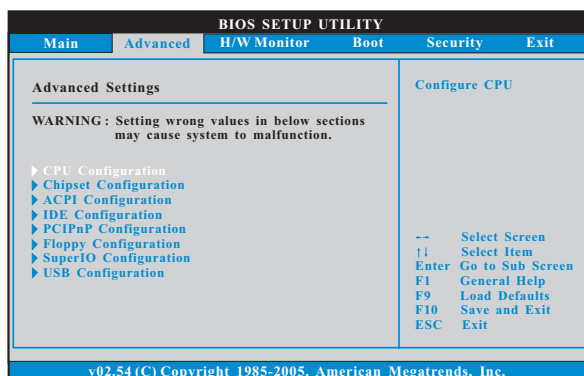 BIOS SETUP UTILITY
Main Advanced H/W Monitor Boot Security Exit
Advanced Settings
WARNING : Setting wrong values in below sections
may cause system to malfunction.
CPU Configuration
Chipset Configuration
ACPI Configuration
IDE Configuration
PCIPnP Configuration
Floppy Configuration
SuperIO Configuration
USB Configuration
Configure CPU
←→ Select Screen
↑↓ Select Item
Enter Go to Sub Screen
F1 General Help
F9 Load Defaults
F10 Save and Exit
ESC Exit
v02.54 (C) Copyright 1985-2005, American Megatrends, Inc.